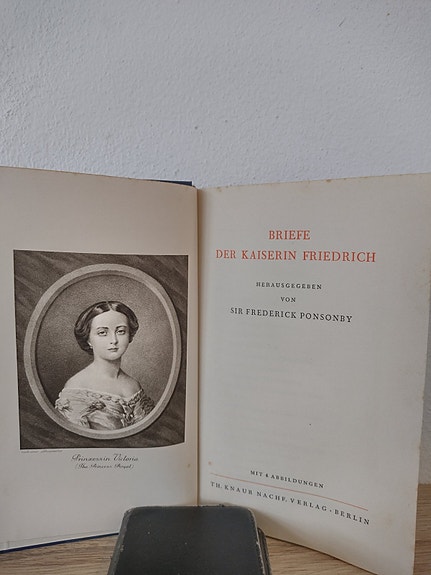 Prinzessin Victoria
(The Princess Royal)
BRIEFE
DER KAISERIN FRIEDRICH
HERAUSGEGEBEN
VON
SIR FREDERICK PONSONBY
MIT 8 ABBILDUNGEN
TH. KNAUR NACHF. VERLAG · BERLIN